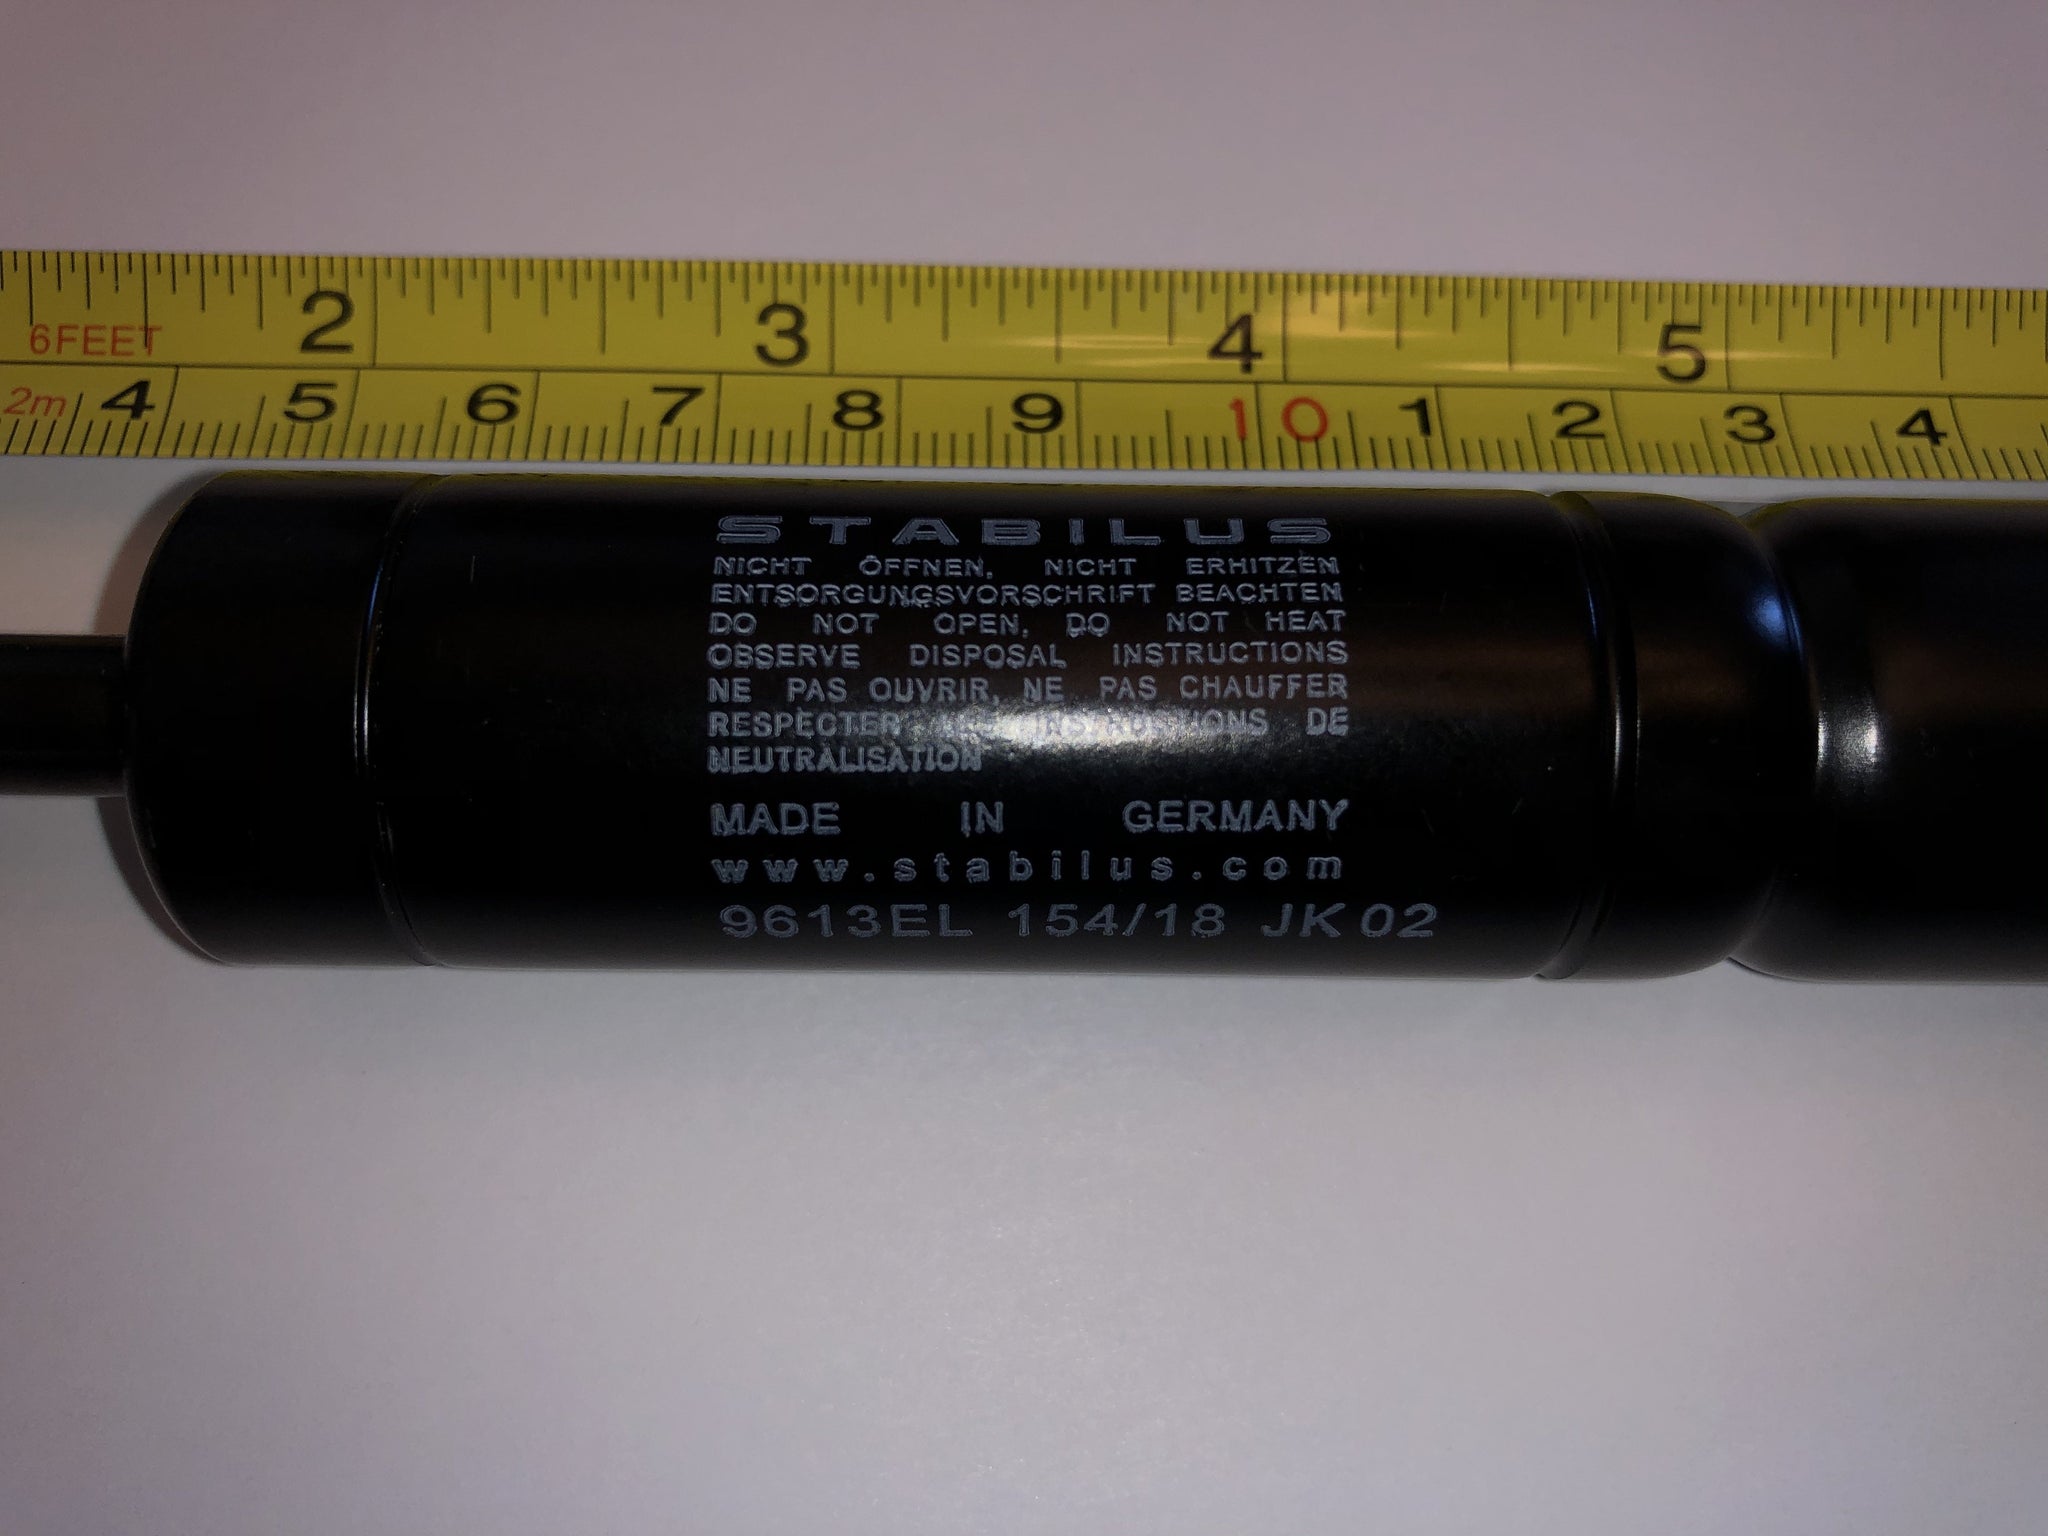 2 3 4 5
6FEET
2m 4 5 6 7 8 9 10 1 2 3 4
STABILUS
NICHT ÖFFNEN, NICHT ERHITZEN
ENTSORGUNGSVORSCHRIFT BEACHTEN
DO NOT OPEN, DO NOT HEAT
OBSERVE DISPOSAL INSTRUCTIONS
NE PAS OUVRIR, NE PAS CHAUFFER
RESPECTER INSTRUCTIONS DE
NEUTRALISATION
MADE IN GERMANY
www.stabilus.com
9613EL 154/18 JK02